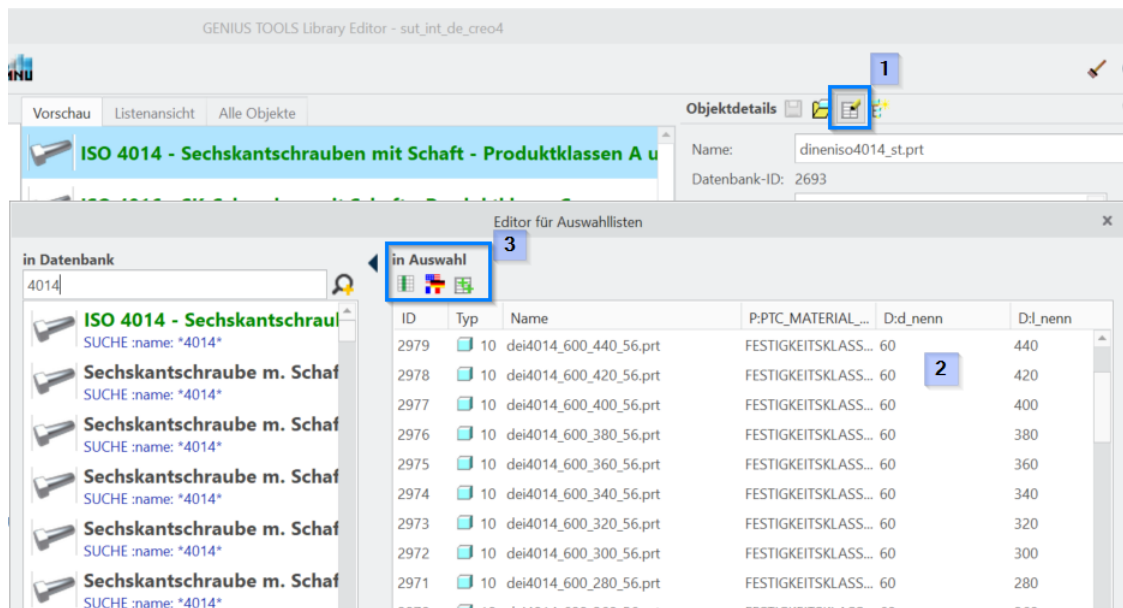 GENIUS TOOLS Library Editor - sut_int_de_creo4
1
Vorschau Listenansicht Alle Objekte
Objektdetails
ISO 4014 - Sechskantschrauben mit Schaft - Produktklassen A u
Name: dineniso4014_st.prt
Datenbank-ID: 2693
Editor für Auswahllisten x
3
in Datenbank
in Auswahl
4014
ID Typ Name P:PTC_MATERIAL_... D:d_nenn D:l_nenn
ISO 4014 - Sechskantschraul
SUCHE :name: *4014*
Sechskantschraube m. Schaf
SUCHE :name: *4014*
Sechskantschraube m. Schaf
SUCHE :name: *4014*
Sechskantschraube m. Schaf
SUCHE :name: *4014*
Sechskantschraube m. Schaf
SUCHE :name: *4014*
Sechskantschraube m. Schaf
SUCHE :name: *4014*
2979 10 dei4014_600_440_56.prt FESTIGKEITSKLASS... 60 440
2
2978 10 dei4014_600_420_56.prt FESTIGKEITSKLASS... 60 420
2977 10 dei4014_600_400_56.prt FESTIGKEITSKLASS... 60 400
2976 10 dei4014_600_380_56.prt FESTIGKEITSKLASS... 60 380
2975 10 dei4014_600_360_56.prt FESTIGKEITSKLASS... 60 360
2974 10 dei4014_600_340_56.prt FESTIGKEITSKLASS... 60 340
2973 10 dei4014_600_320_56.prt FESTIGKEITSKLASS... 60 320
2972 10 dei4014_600_300_56.prt FESTIGKEITSKLASS... 60 300
2971 10 dei4014_600_280_56.prt FESTIGKEITSKLASS... 60 280